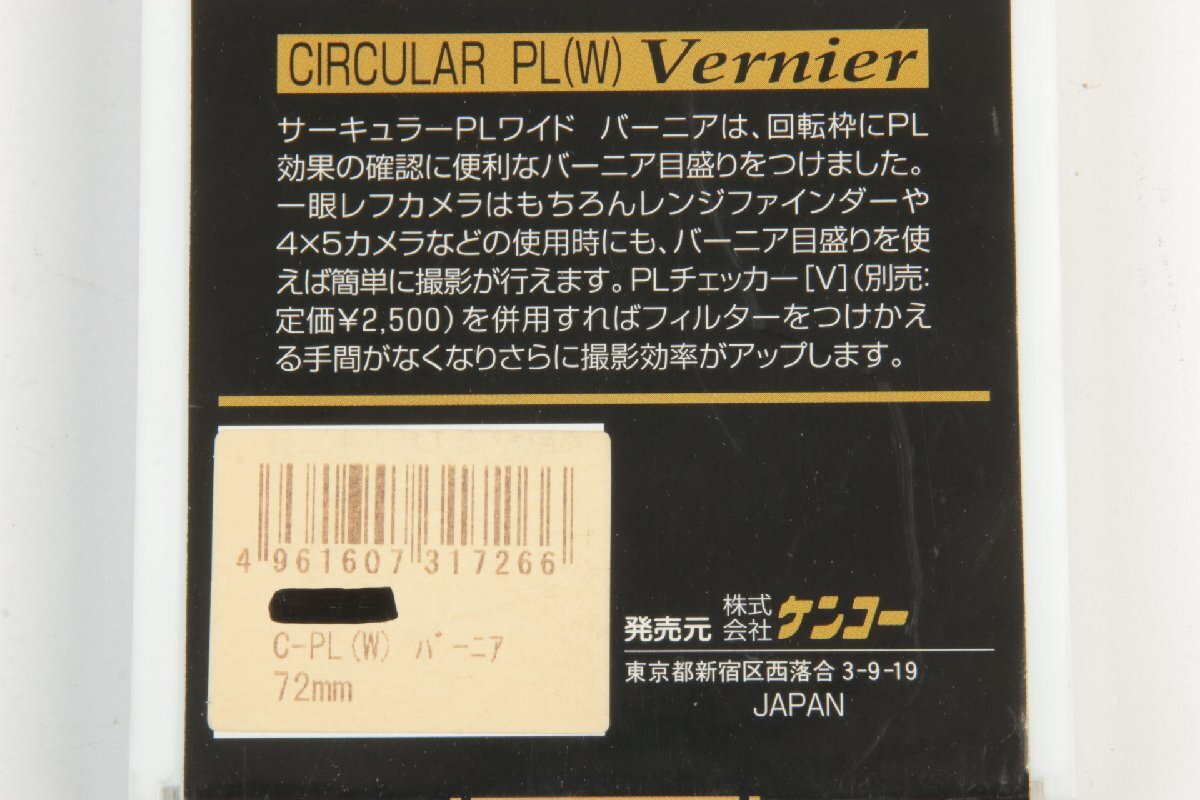 CIRCULAR PL(W) Vernier
サーキュラーPLワイド バーニアは、回転枠にPL
効果の確認に便利なバーニア目盛りをつけました。
一眼レフカメラはもちろんレンジファインダーや
4×5カメラなどの使用時にも、バーニア目盛りを使
えば簡単に撮影が行えます。PLチェッカー[V](別売:
定価¥2,500)を併用すればフィルターをつけかえ
る手間がなくなりさらに撮影効率がアップします。
4 961607 317266
C-PL(W) バーニア
72mm
発売元 株式会社 ケンコー
東京都新宿区西落合3-9-19
JAPAN